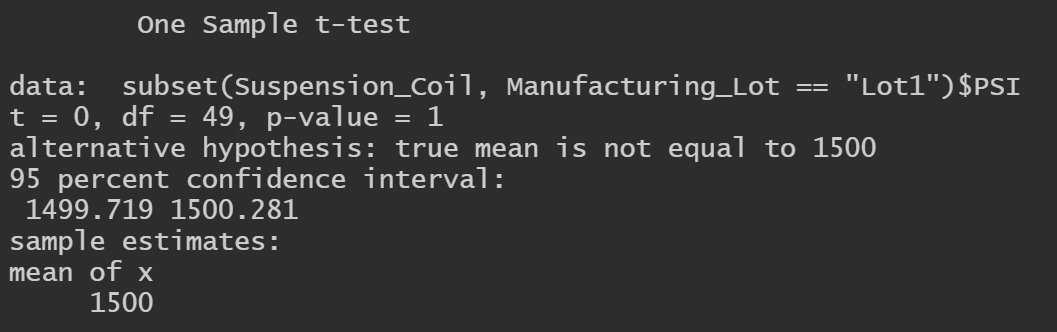 One Sample t-test
data:  subset(Suspension_Coil, Manufacturing_Lot == "Lot1")$PSI
t = 0, df = 49, p-value = 1
alternative hypothesis: true mean is not equal to 1500
95 percent confidence interval:
1499.719 1500.281
sample estimates:
mean of x
1500